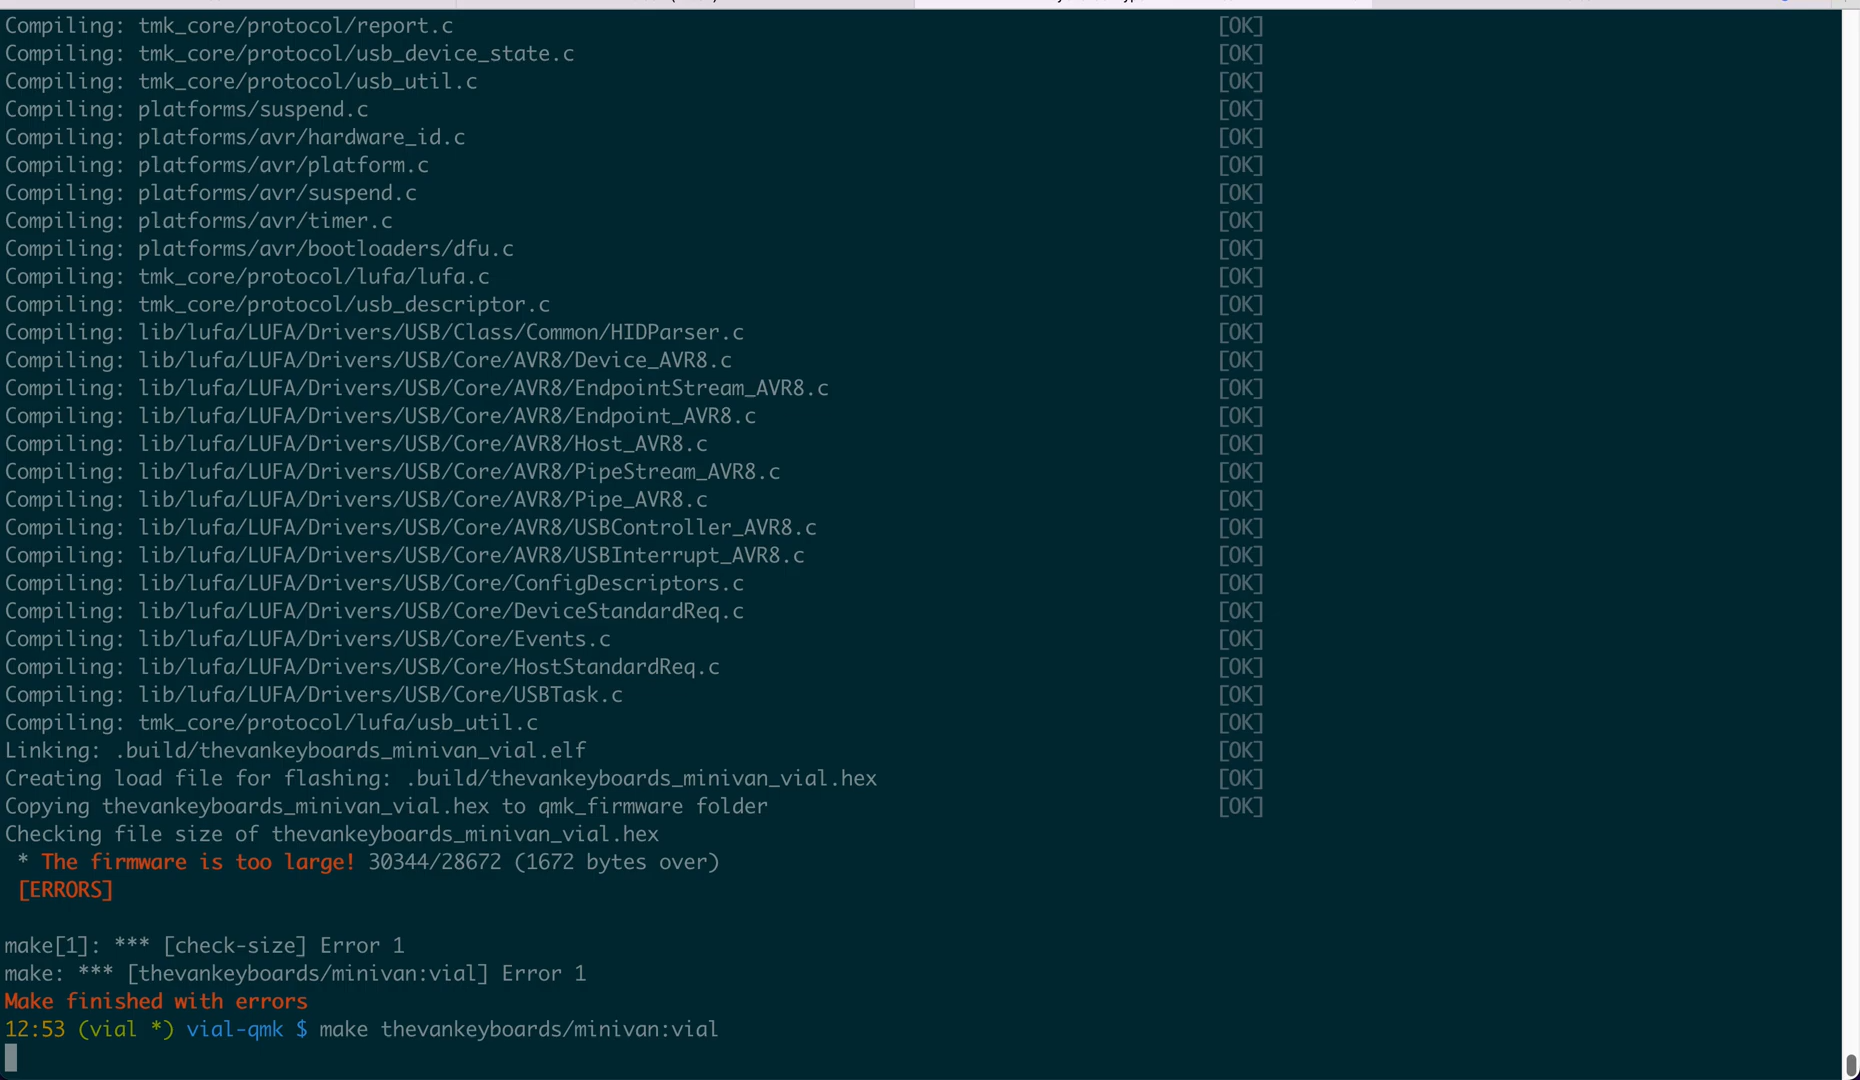 Compiling: tmk_core/protocol/report.c [OK]
Compiling: tmk_core/protocol/usb_device_state.c [OK]
Compiling: tmk_core/protocol/usb_util.c [OK]
Compiling: platforms/suspend.c [OK]
Compiling: platforms/avr/hardware_id.c [OK]
Compiling: platforms/avr/platform.c [OK]
Compiling: platforms/avr/suspend.c [OK]
Compiling: platforms/avr/timer.c [OK]
Compiling: platforms/avr/bootloaders/dfu.c [OK]
Compiling: tmk_core/protocol/lufa/lufa.c [OK]
Compiling: tmk_core/protocol/usb_descriptor.c [OK]
Compiling: lib/lufa/LUFA/Drivers/USB/Class/Common/HIDParser.c [OK]
Compiling: lib/lufa/LUFA/Drivers/USB/Core/AVR8/Device_AVR8.c [OK]
Compiling: lib/lufa/LUFA/Drivers/USB/Core/AVR8/EndpointStream_AVR8.c [OK]
Compiling: lib/lufa/LUFA/Drivers/USB/Core/AVR8/Endpoint_AVR8.c [OK]
Compiling: lib/lufa/LUFA/Drivers/USB/Core/AVR8/Host_AVR8.c [OK]
Compiling: lib/lufa/LUFA/Drivers/USB/Core/AVR8/PipeStream_AVR8.c [OK]
Compiling: lib/lufa/LUFA/Drivers/USB/Core/AVR8/Pipe_AVR8.c [OK]
Compiling: lib/lufa/LUFA/Drivers/USB/Core/AVR8/USBController_AVR8.c [OK]
Compiling: lib/lufa/LUFA/Drivers/USB/Core/AVR8/USBInterrupt_AVR8.c [OK]
Compiling: lib/lufa/LUFA/Drivers/USB/Core/ConfigDescriptors.c [OK]
Compiling: lib/lufa/LUFA/Drivers/USB/Core/DeviceStandardReq.c [OK]
Compiling: lib/lufa/LUFA/Drivers/USB/Core/Events.c [OK]
Compiling: lib/lufa/LUFA/Drivers/USB/Core/HostStandardReq.c [OK]
Compiling: lib/lufa/LUFA/Drivers/USB/Core/USBTask.c [OK]
Compiling: tmk_core/protocol/lufa/usb_util.c [OK]
Linking: .build/thevankeyboards_minivan_vial.elf [OK]
Creating load file for flashing: .build/thevankeyboards_minivan_vial.hex [OK]
Copying thevankeyboards_minivan_vial.hex to qmk_firmware folder [OK]
Checking file size of thevankeyboards_minivan_vial.hex
* The firmware is too large! 30344/28672 (1672 bytes over)
[ERRORS]
make[1]: *** [check-size] Error 1
make: *** [thevankeyboards/minivan:vial] Error 1
Make finished with errors
12:53 (vial *) vial-qmk $ make thevankeyboards/minivan:vial